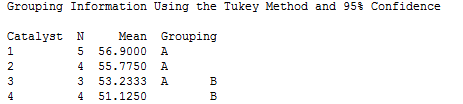 Grouping Information Using the Tukey Method and 95% Confidence
Catalyst  N     Mean  Grouping
1         5  56.9000  A
2         4  55.7750  A
3         3  53.2333  A      B
4         4  51.1250         B